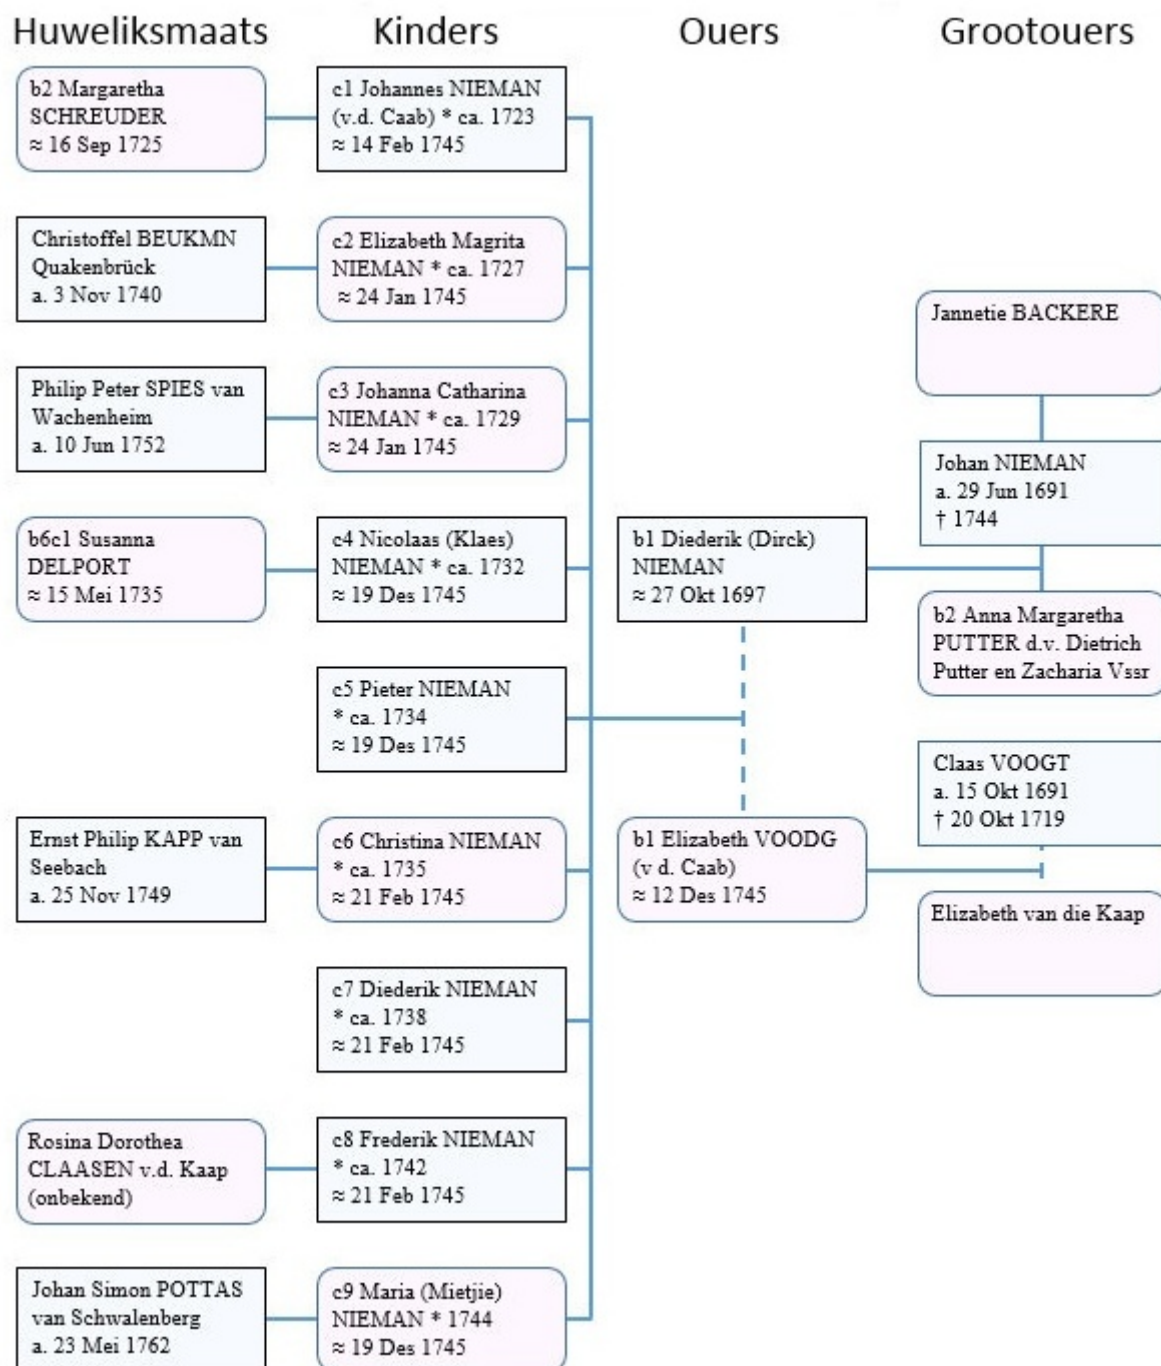 Huweliksmaats
Kinders
Ouers
Grootouers
b2 Margaretha
SCHREUDER
≈ 16 Sep 1725
Christoffel BEUKMN
Quakenbrück
a. 3 Nov 1740
Philip Peter SPIES van
Wachenheim
a. 10 Jun 1752
b6c1 Susanna
DELPORT
≈ 15 Mei 1735
Ernst Philip KAPP van
Seebach
a. 25 Nov 1749
Rosina Dorothea
CLAASEN v.d. Kaap
(onbekend)
Johan Simon POTTAS
van Schwalenberg
a. 23 Mei 1762
c1 Johannes NIEMAN
(v.d. Caab) * ca. 1723
≈ 14 Feb 1745
c2 Elizabeth Magrita
NIEMAN * ca. 1727
≈ 24 Jan 1745
c3 Johanna Catharina
NIEMAN * ca. 1729
≈ 24 Jan 1745
c4 Nicolaas (Klaes)
NIEMAN * ca. 1732
≈ 19 Des 1745
c5 Pieter NIEMAN
* ca. 1734
≈ 19 Des 1745
c6 Christina NIEMAN
* ca. 1735
≈ 21 Feb 1745
c7 Diederik NIEMAN
* ca. 1738
≈ 21 Feb 1745
c8 Frederik NIEMAN
* ca. 1742
≈ 21 Feb 1745
c9 Maria (Mietjie)
NIEMAN * 1744
≈ 19 Des 1745
b1 Diederik (Dirck)
NIEMAN
≈ 27 Okt 1697
b1 Elizabeth VOODG
(v d. Caab)
≈ 12 Des 1745
Jannetie BACKERE
Johan NIEMAN
a. 29 Jun 1691
† 1744
b2 Anna Margaretha
PUTTER d.v. Dietrich
Putter en Zacharia Vssr
Claas VOOGT
a. 15 Okt 1691
† 20 Okt 1719
Elizabeth van die Kaap